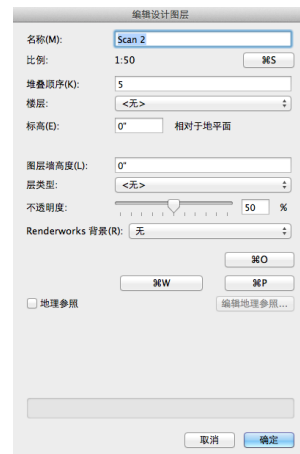 编辑设计图层
名称(M): Scan 2
比例: 1:50 ⌘S
堆叠顺序(K): 5
楼层: <无>
标高(E): 0" 相对于地平面
图层墙高度(L): 0"
层类型: <无>
不透明度: 50 %
Renderworks 背景(R): 无
⌘O
⌘W ⌘P
地理参照 编辑地理参照...
取消 确定